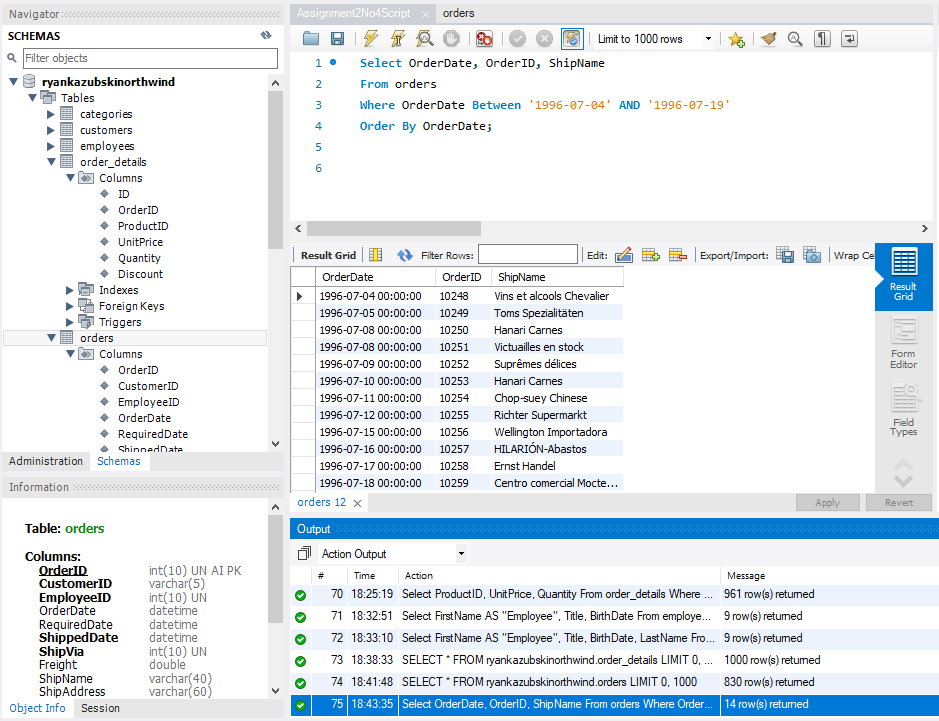 Navigator
SCHEMAS
Filter objects
ryankazubskinorthwind
Tables
categories
customers
employees
order_details
Columns
ID
OrderID
ProductID
UnitPrice
Quantity
Discount
Indexes
Foreign Keys
Triggers
orders
Columns
OrderID
CustomerID
EmployeeID
OrderDate
RequiredDate
ShippedDate
Administration Schemas
Information
Table: orders
Columns:
OrderID int(10) UN AI PK
CustomerID varchar(5)
EmployeeID int(10) UN
OrderDate datetime
RequiredDate datetime
ShippedDate datetime
ShipVia int(10) UN
Freight double
ShipName varchar(40)
ShipAddress varchar(60)
Object Info Session
Assignment2No4Script orders
Limit to 1000 rows
1 Select OrderDate, OrderID, ShipName
2 From orders
3 Where OrderDate Between '1996-07-04' AND '1996-07-19'
4 Order By OrderDate;
5
6
Result Grid Filter Rows: Edit: Export/Import: Wrap Cel
OrderDate OrderID ShipName
1996-07-04 00:00:00 10248 Vins et alcools Chevalier
1996-07-05 00:00:00 10249 Toms Spezialitäten
1996-07-08 00:00:00 10250 Hanari Carnes
1996-07-08 00:00:00 10251 Victuailles en stock
1996-07-09 00:00:00 10252 Suprêmes délices
1996-07-10 00:00:00 10253 Hanari Carnes
1996-07-11 00:00:00 10254 Chop-suey Chinese
1996-07-12 00:00:00 10255 Richter Supermarkt
1996-07-15 00:00:00 10256 Wellington Importadora
1996-07-16 00:00:00 10257 HILARIÓN-Abastos
1996-07-17 00:00:00 10258 Ernst Handel
1996-07-18 00:00:00 10259 Centro comercial Mocte...
Result
Grid
Form
Editor
Field
Types
orders 12 Apply Revert
Output
Action Output
# Time Action Message
70 18:25:19 Select ProductID, UnitPrice, Quantity From order_details Where ... 961 row(s) returned
71 18:32:51 Select FirstName AS "Employee", Title, BirthDate From employe... 9 row(s) returned
72 18:33:10 Select FirstName AS "Employee", Title, BirthDate, LastName Fro... 9 row(s) returned
73 18:38:33 SELECT * FROM ryankazubskinorthwind.order_details LIMIT 0, ... 1000 row(s) returned
74 18:41:48 SELECT * FROM ryankazubskinorthwind.orders LIMIT 0, 1000 830 row(s) returned
75 18:43:35 Select OrderDate, OrderID, ShipName From orders Where Order... 14 row(s) returned